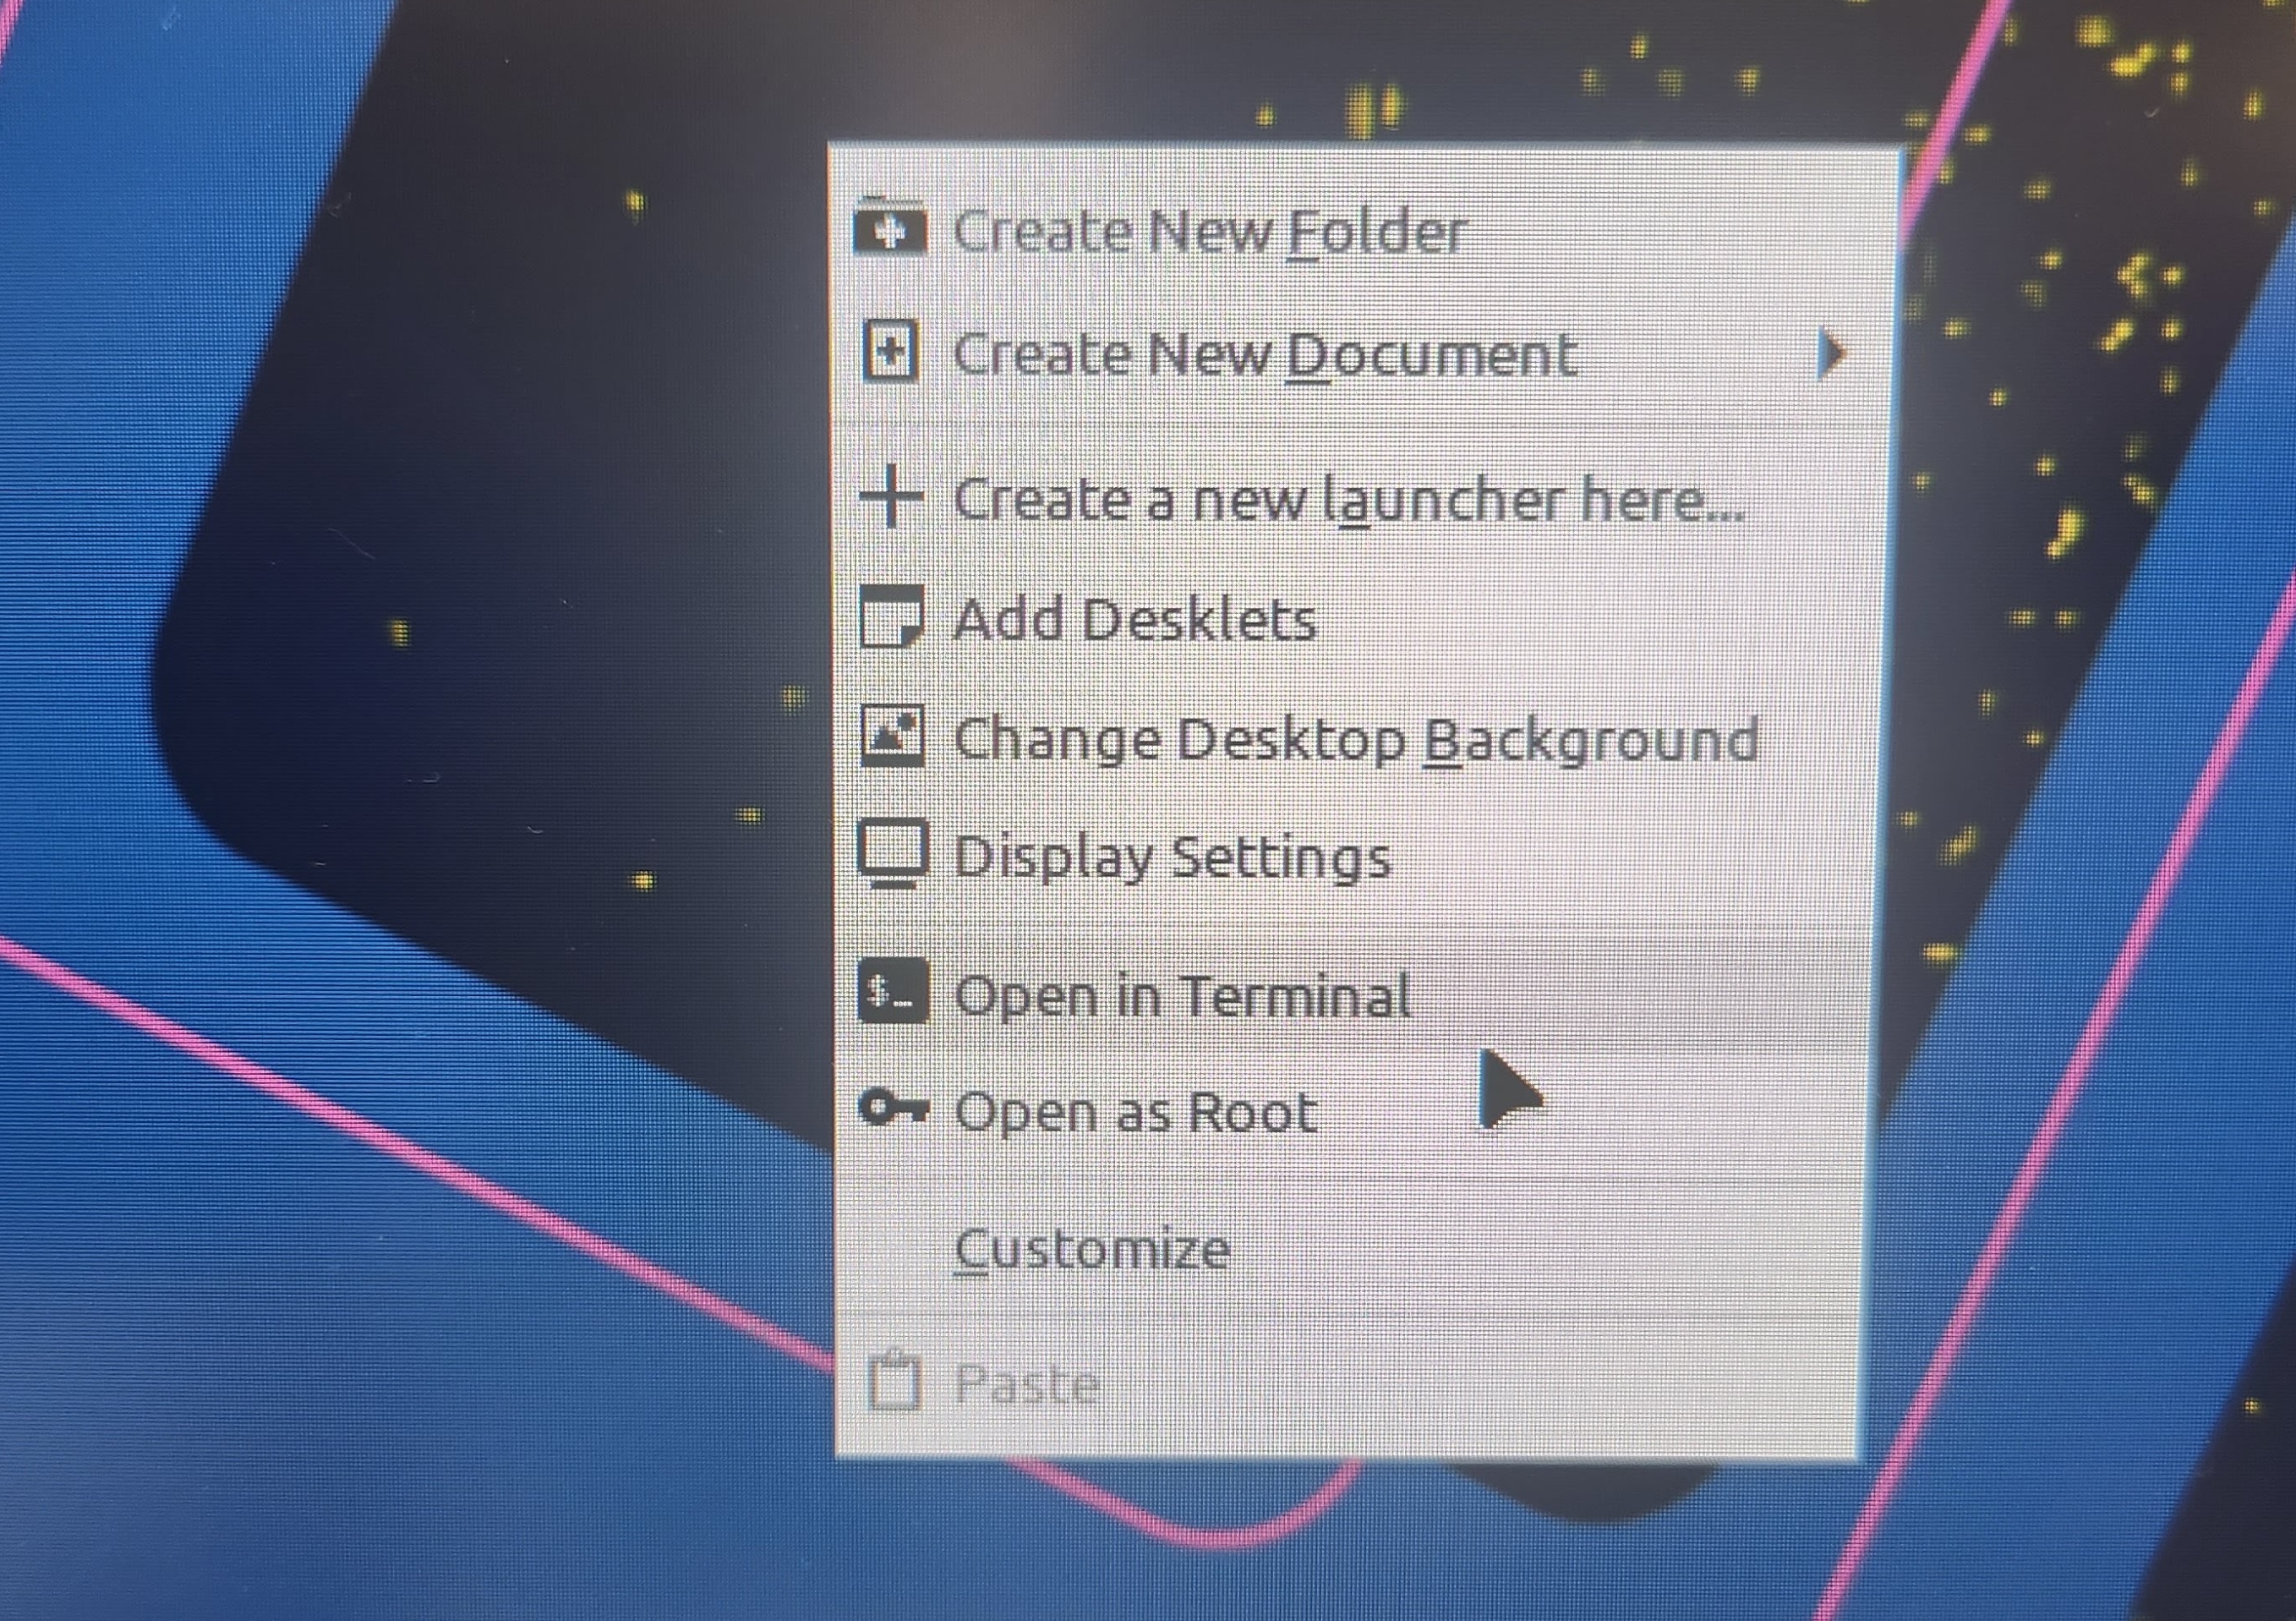 Create New Folder
Create New Document
Create a new launcher here...
Add Desklets
Change Desktop Background
Display Settings
$_ Open in Terminal
Open as Root
Customize
Paste